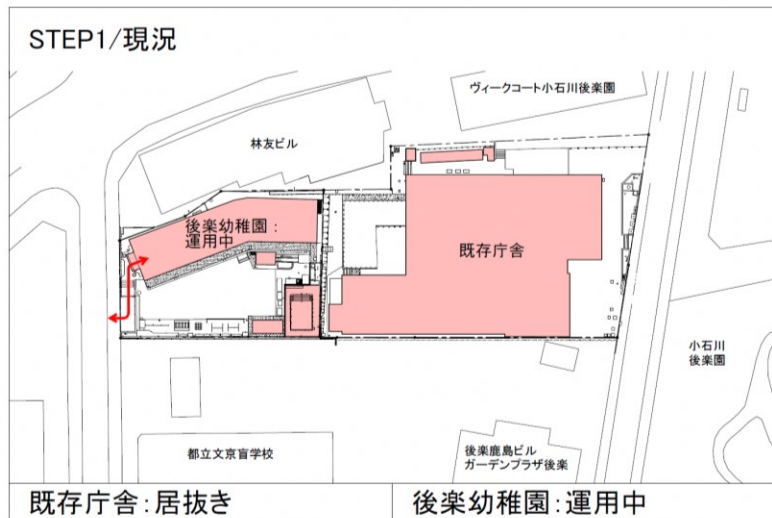 STEP1/現況
ヴィークコート小石川後楽園
林友ビル
後楽幼稚園:
運用中
既存庁舎
小石川
後楽園
都立文京盲学校
後楽鹿島ビル
ガーデンプラザ後楽
既存庁舎:居抜き
後楽幼稚園:運用中